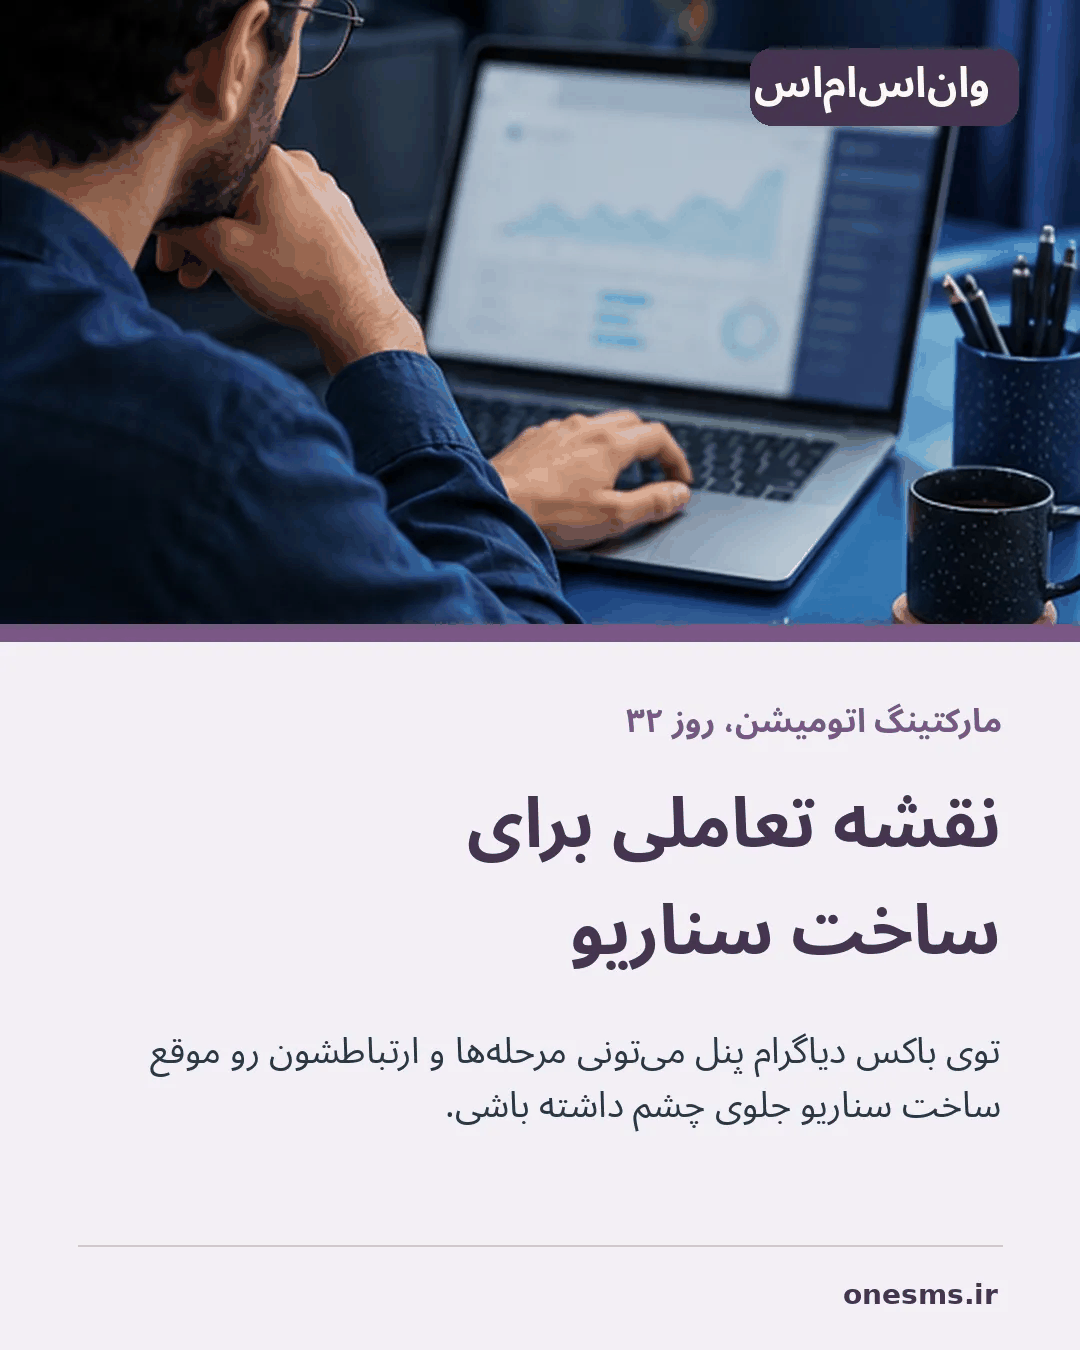 وان‌اس‌ام‌اس
مارکتینگ اتومیشن، روز ۳۲
نقشه تعاملی برای
ساخت سناریو
توی باکس دیاگرام پنل می‌تونی مرحله‌ها و ارتباطشون رو موقع
ساخت سناریو جلوی چشم داشته باشی.
onesms.ir